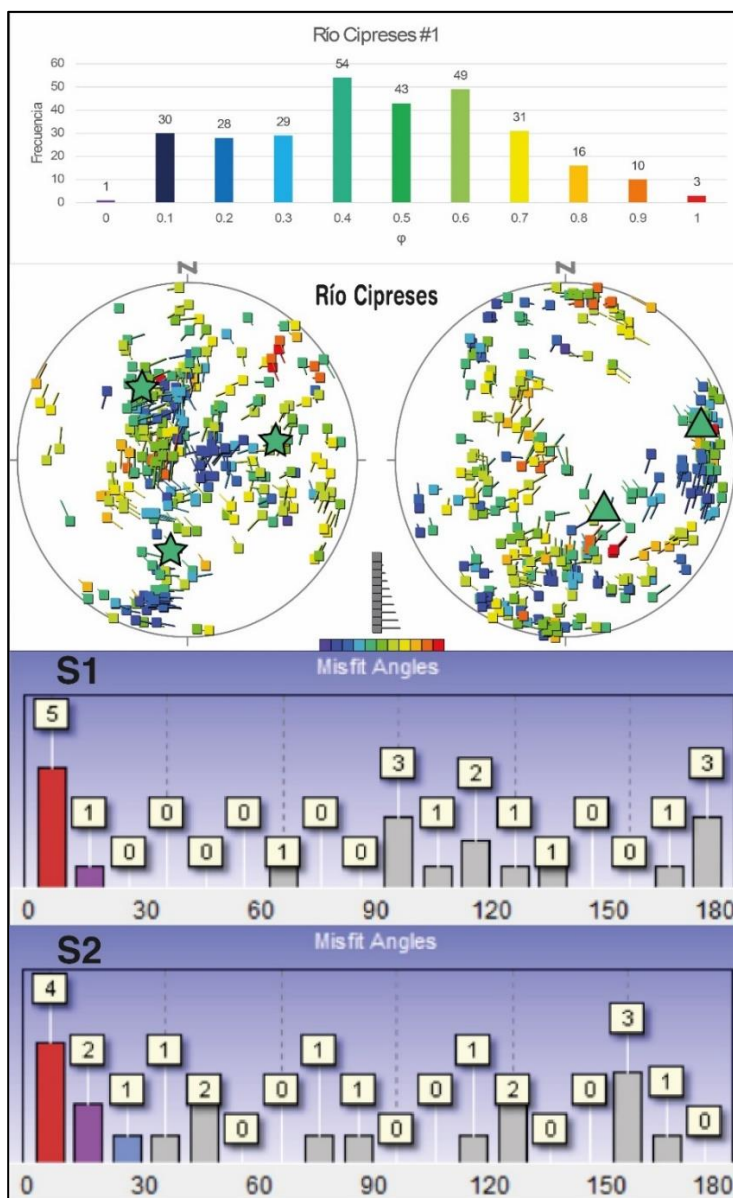 Río Cipreses #1
Frecuencia
60
50
40
30
20
10
0
1
30
28
29
54
43
49
31
16
10
3
0 0.1 0.2 0.3 0.4 0.5 0.6 0.7 0.8 0.9 1
φ
N
Río Cipreses
N
S1
Misfit Angles
5 1 0 0 0 0 1 0 0 3 1 2 1 1 0 0 1 3
0 30 60 90 120 150 180
S2
Misfit Angles
4 2 1 1 2 0 0 1 1 0 0 1 2 0 0 3 1 0
0 30 60 90 120 150 180